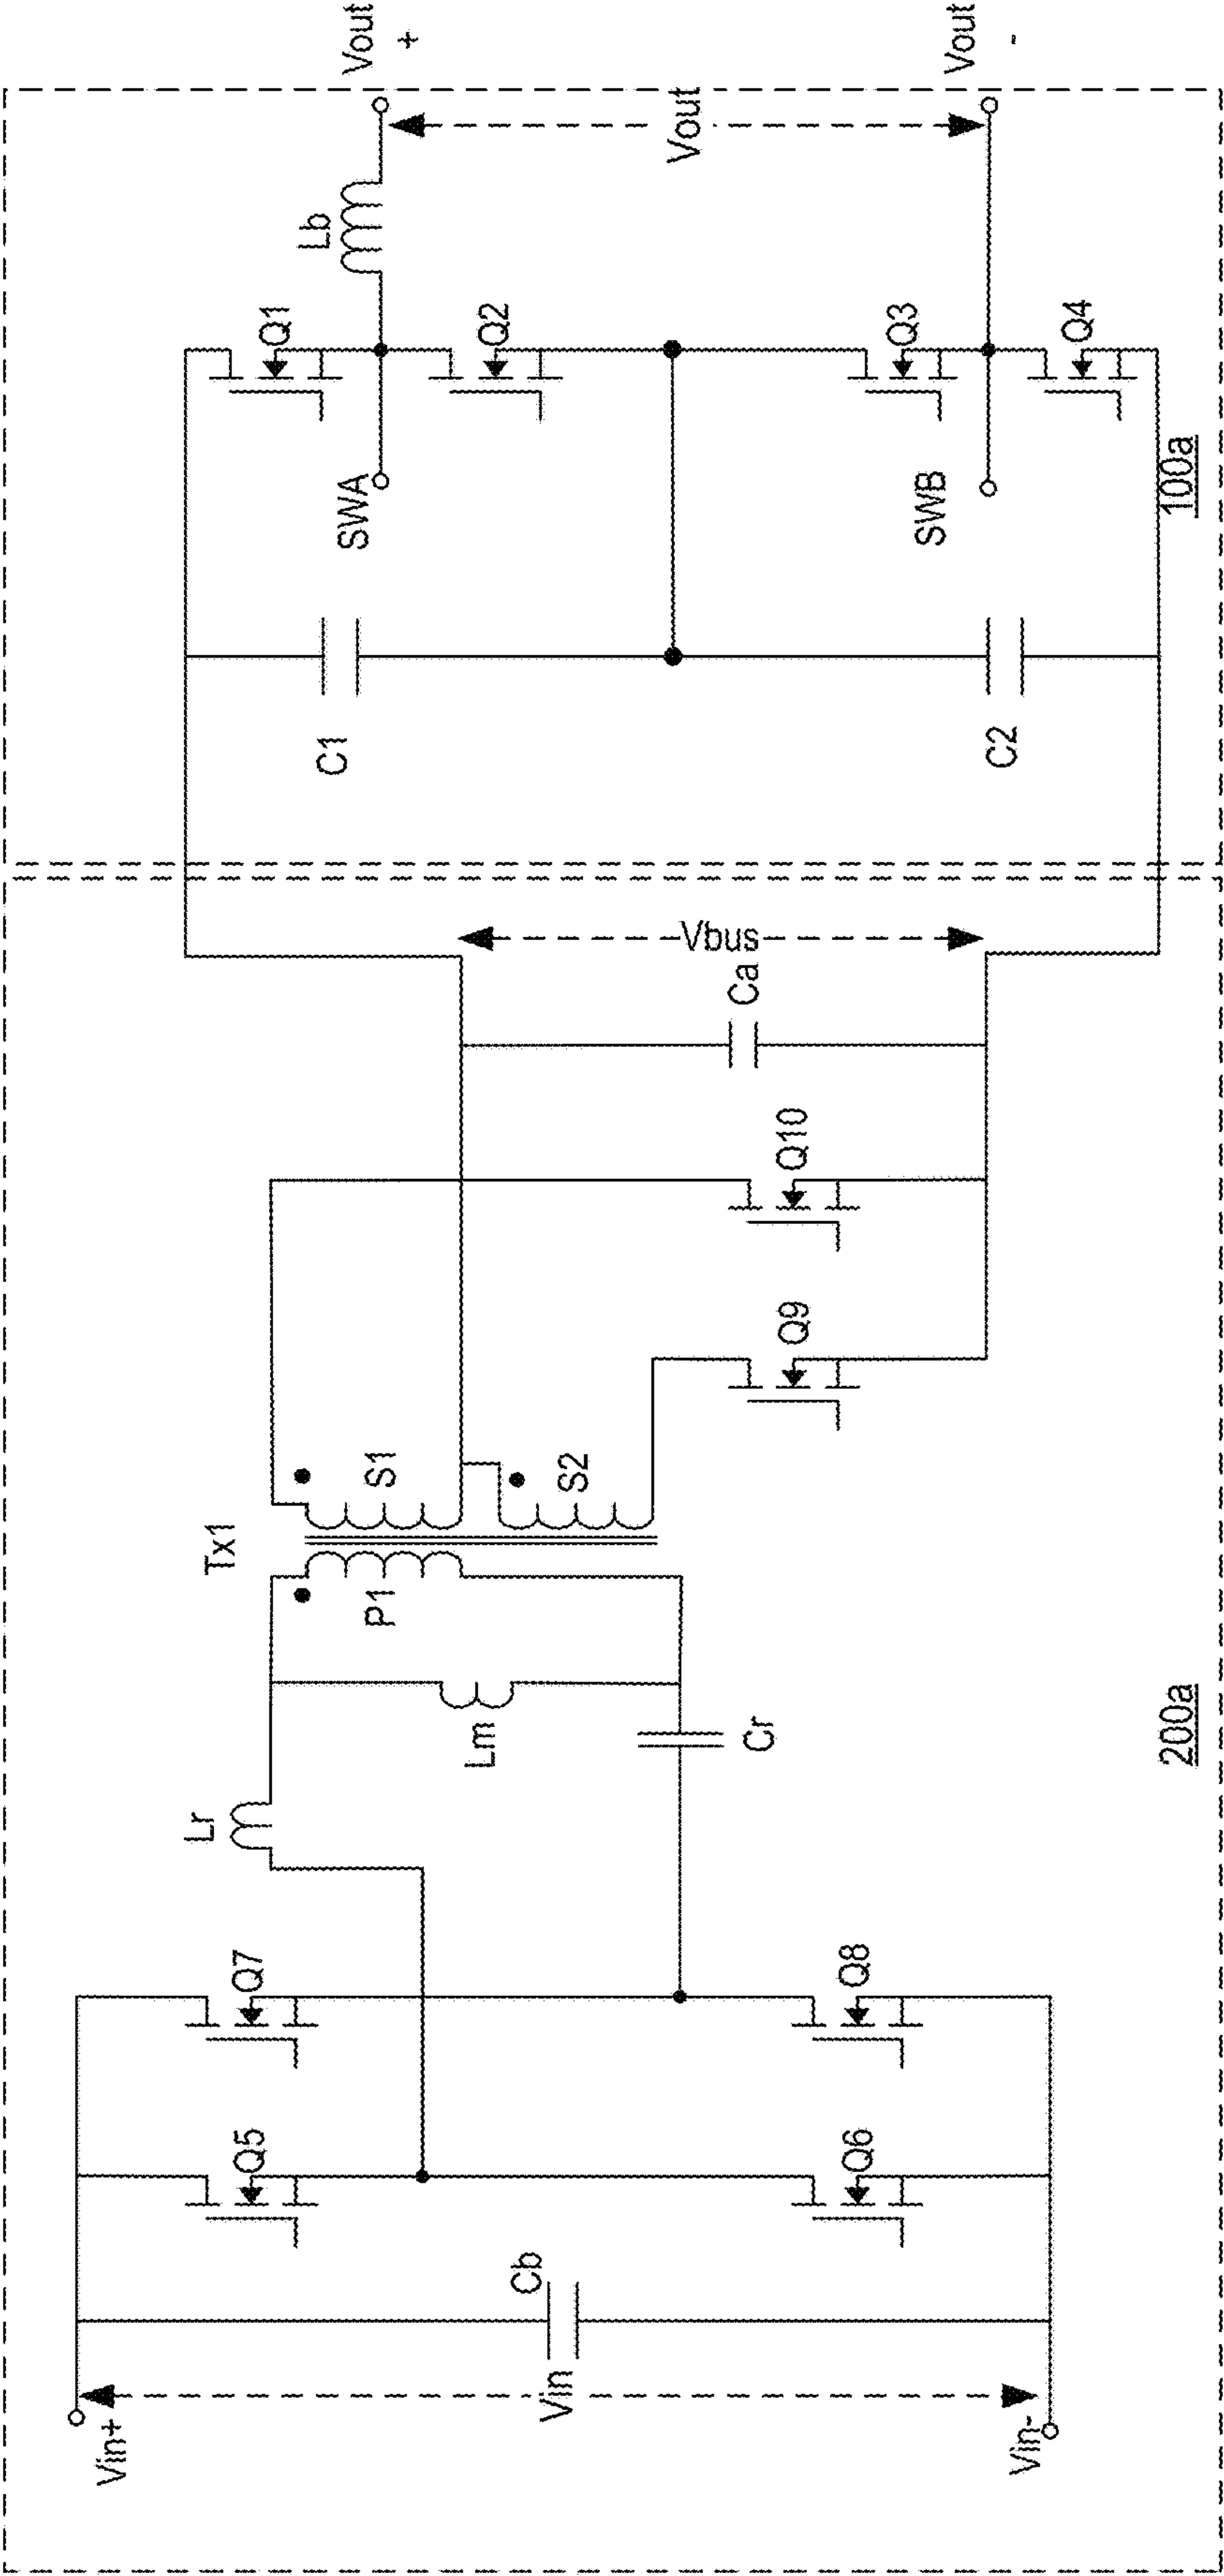 Vin+
Vin
Vin-
Cb
Q5
Q6
Q7
Q8
Lr
Lm
Cr
Tx1
P1
S1
S2
Q9
Q10
Ca
Vbus
200a
C1
C2
SWA
SWB
Q1
Q2
Q3
Q4
100a
Lb
Vout
Vout
+
Vout
-